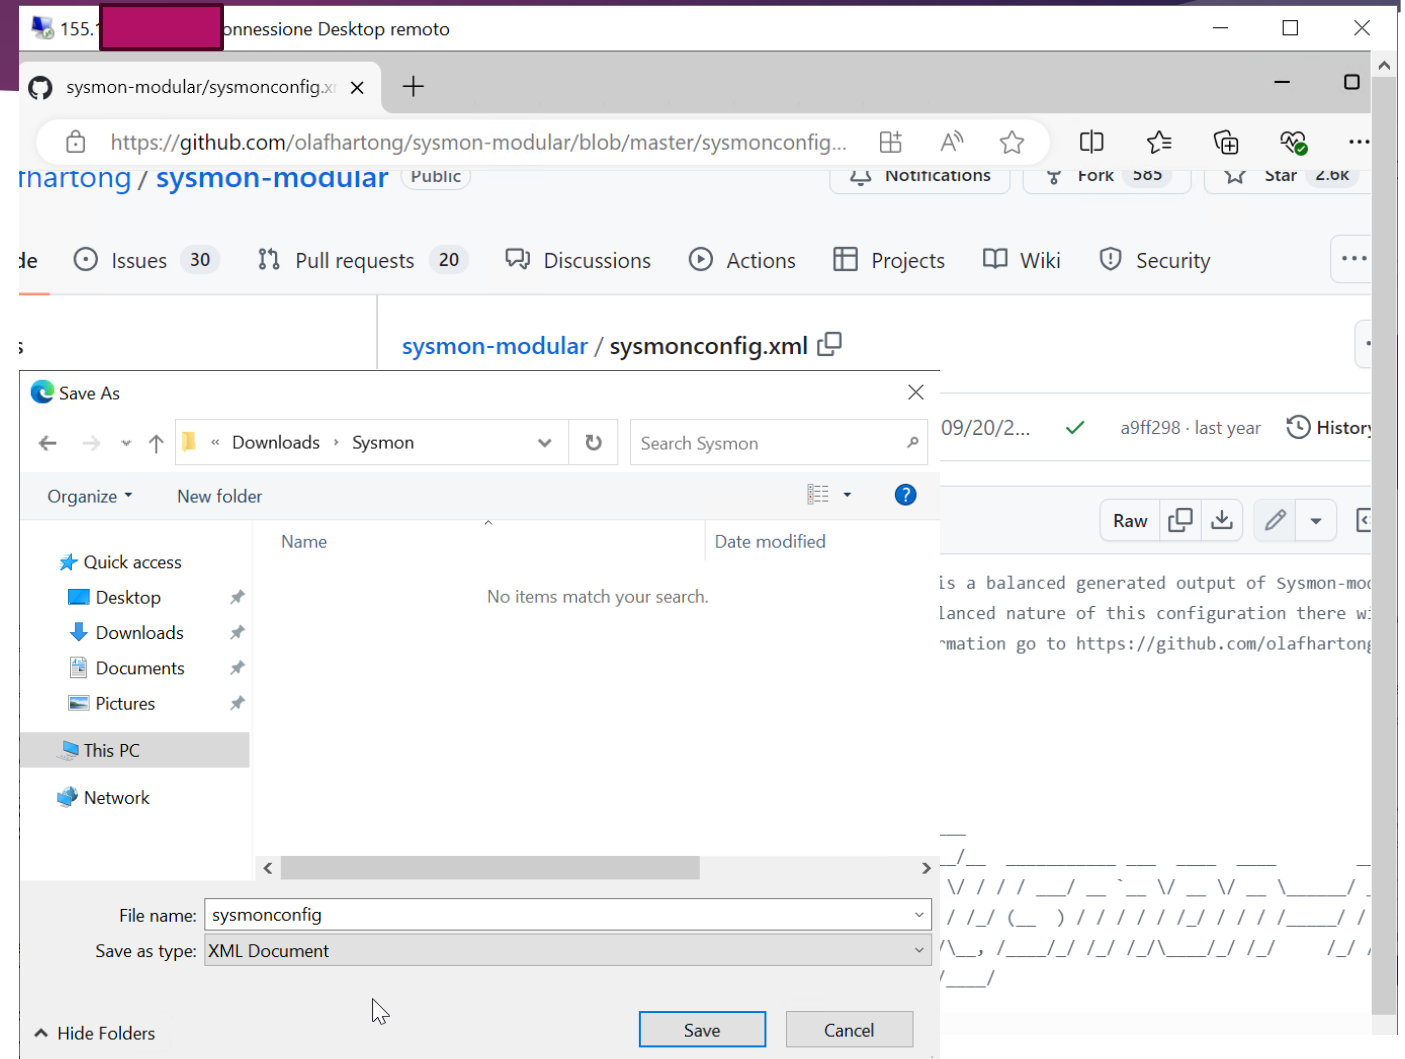 155.1 onnessione Desktop remoto
sysmon-modular/sysmonconfig.x
https://github.com/olafhartong/sysmon-modular/blob/master/sysmonconfig...
fhartong / sysmon-modular Public Notifications Fork 585 Star 2.6k
de Issues 30 Pull requests 20 Discussions Actions Projects Wiki Security
s
sysmon-modular / sysmonconfig.xml
Save As
09/20/2... a9ff298 · last year History
« Downloads › Sysmon Search Sysmon
Organize New folder
Raw
Name Date modified
No items match your search.
Quick access
Desktop
Downloads
Documents
Pictures
This PC
Network
is a balanced generated output of Sysmon-mod
lanced nature of this configuration there wi
rmation go to https://github.com/olafhartong
File name: sysmonconfig
Save as type: XML Document
Hide Folders Save Cancel